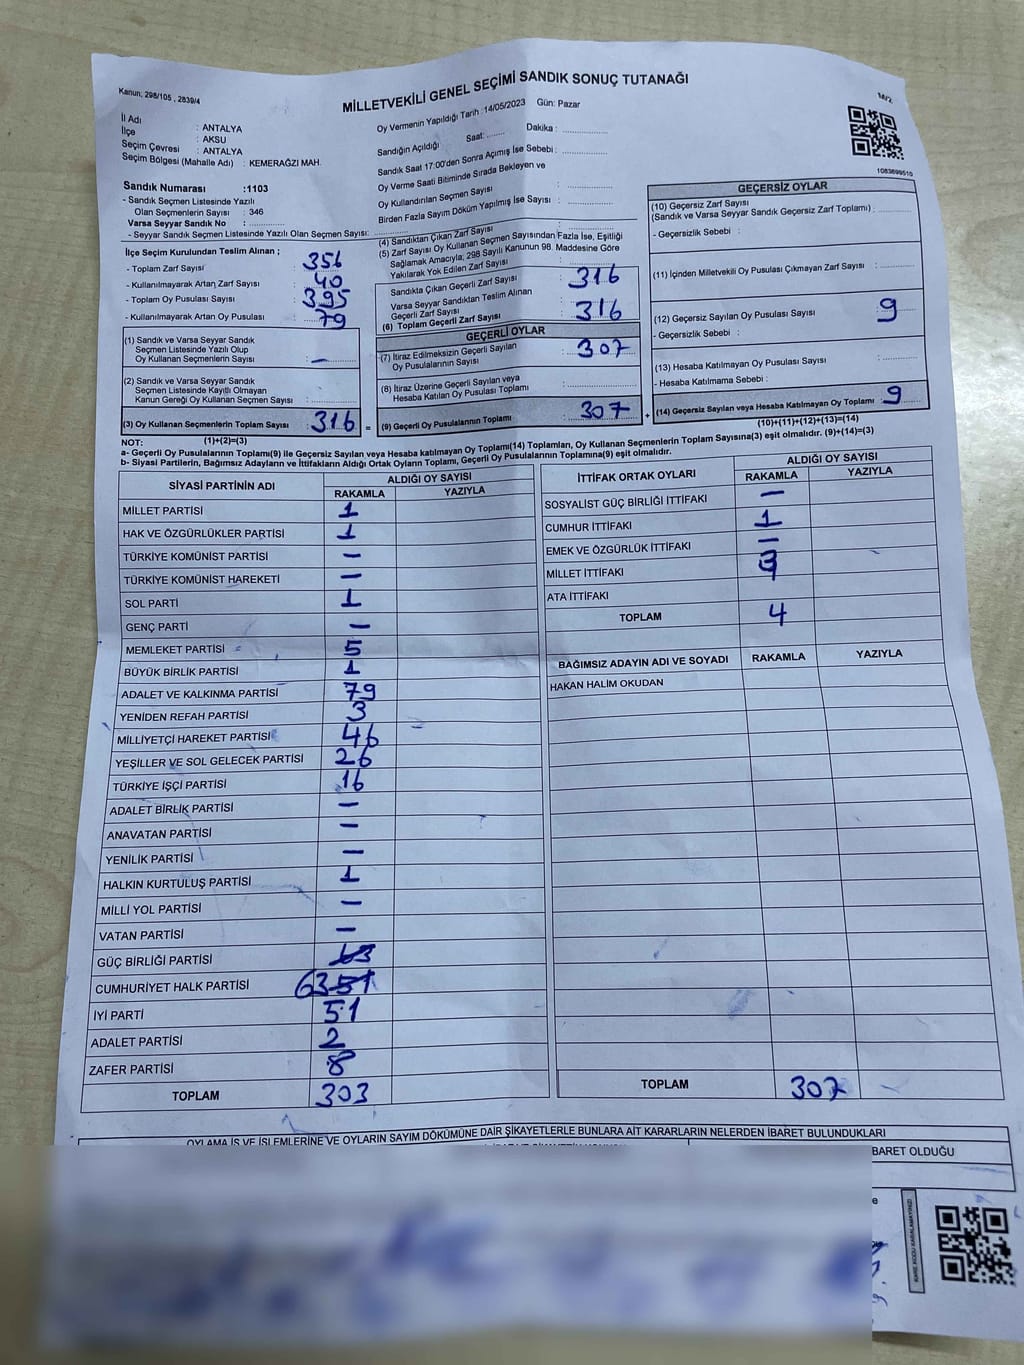 Kanun; 298/105 , 2839/4
MİLLETVEKİLİ GENEL SEÇİMİ SANDIK SONUÇ TUTANAĞI
M/2
İl Adı : ANTALYA
İlçe : AKSU
Seçim Çevresi : ANTALYA
Seçim Bölgesi (Mahalle Adı) : KEMERAĞZI MAH.
Oy Vermenin Yapıldığı Tarih :14/05/2023 Gün: Pazar
Sandığın Açıldığı Saat: ........ Dakika : ..................
Sandık Saat 17:00'den Sonra Açımış İse Sebebi : ..................
Oy Verme Saati Bitiminde Sırada Bekleyen ve
Oy Kullandırılan Seçmen Sayısı : ..................
Birden Fazla Sayım Döküm Yapılmış İse Sayısı : ..................
1083699510
Sandık Numarası :1103
- Sandık Seçmen Listesinde Yazılı
Olan Seçmenlerin Sayısı : 346
Varsa Seyyar Sandık No :
- Seyyar Sandık Seçmen Listesinde Yazılı Olan Seçmen Sayısı: ..................
İlçe Seçim Kurulundan Teslim Alınan ;
- Toplam Zarf Sayısı : 356
- Kullanılmayarak Artan Zarf Sayısı : 40
- Toplam Oy Pusulası Sayısı : 395
- Kullanılmayarak Artan Oy Pusulası : 79
(1) Sandık ve Varsa Seyyar Sandık
Seçmen Listesinde Yazılı Olup
Oy Kullanan Seçmenlerin Sayısı : —
(2) Sandık ve Varsa Seyyar Sandık
Seçmen Listesinde Kayıtlı Olmayan
Kanun Gereği Oy Kullanan Seçmen Sayısı : ..................
(3) Oy Kullanan Seçmenlerin Toplam Sayısı : 316 =
(1)+(2)=(3)
(4) Sandıktan Çıkan Zarf Sayısı
(5) Zarf Sayısı Oy Kullanan Seçmen Sayısından Fazla İse, Eşitliği
Sağlamak Amacıyla; 298 Sayılı Kanunun 98. Maddesine Göre
Yakılarak Yok Edilen Zarf Sayısı :
Sandıkta Çıkan Geçerli Zarf Sayısı : 316
Varsa Seyyar Sandıktan Teslim Alınan
Geçerli Zarf Sayısı
(6) Toplam Geçerli Zarf Sayısı : 316
GEÇERLİ OYLAR
(7) İtiraz Edilmeksizin Geçerli Sayılan
Oy Pusulalarının Sayısı : 307
(8) İtiraz Üzerine Geçerli Sayılan veya
Hesaba Katılan Oy Pusulası Toplamı : ..................
(9) Geçerli Oy Pusulalarının Toplamı : 307 +
GEÇERSİZ OYLAR
(10) Geçersiz Zarf Sayısı
(Sandık ve Varsa Seyyar Sandık Geçersiz Zarf Toplamı) : ..........
- Geçersizlik Sebebi :
(11) İçinden Milletvekili Oy Pusulası Çıkmayan Zarf Sayısı : ..........
(12) Geçersiz Sayılan Oy Pusulası Sayısı : 9
- Geçersizlik Sebebi :
(13) Hesaba Katılmayan Oy Pusulası Sayısı : ..........
- Hesaba Katılmama Sebebi :
(14) Geçersiz Sayılan veya Hesaba Katılmayan Oy Toplamı : 9
(10)+(11)+(12)+(13)=(14)
NOT:
a- Geçerli Oy Pusulalarının Toplamı(9) ile Geçersiz Sayılan veya Hesaba katılmayan Oy Toplamı(14) Toplamları, Oy Kullanan Seçmenlerin Toplam Sayısına(3) eşit olmalıdır. (9)+(14)=(3)
b- Siyasi Partilerin, Bağımsız Adayların ve İttifakların Aldığı Ortak Oyların Toplamı, Geçerli Oy Pusulalarının Toplamına(9) eşit olmalıdır.
SİYASİ PARTİNİN ADI ALDIĞI OY SAYISI
RAKAMLA YAZIYLA
MİLLET PARTİSİ 1
HAK VE ÖZGÜRLÜKLER PARTİSİ 1
TÜRKİYE KOMÜNİST PARTİSİ —
TÜRKİYE KOMÜNİST HAREKETİ —
SOL PARTİ 1
GENÇ PARTİ —
MEMLEKET PARTİSİ 5
BÜYÜK BİRLİK PARTİSİ 1
ADALET VE KALKINMA PARTİSİ 79
YENİDEN REFAH PARTİSİ 3
MİLLİYETÇİ HAREKET PARTİSİ 46
YEŞİLLER VE SOL GELECEK PARTİSİ 26
TÜRKİYE İŞÇİ PARTİSİ 16
ADALET BİRLİK PARTİSİ —
ANAVATAN PARTİSİ —
YENİLİK PARTİSİ —
HALKIN KURTULUŞ PARTİSİ 1
MİLLİ YOL PARTİSİ —
VATAN PARTİSİ —
GÜÇ BİRLİĞİ PARTİSİ 63
CUMHURİYET HALK PARTİSİ 63 51
İYİ PARTİ 51
ADALET PARTİSİ 2
ZAFER PARTİSİ 8
TOPLAM 303
İTTİFAK ORTAK OYLARI ALDIĞI OY SAYISI
RAKAMLA YAZIYLA
SOSYALİST GÜÇ BİRLİĞİ İTTİFAKI —
CUMHUR İTTİFAKI 1
EMEK VE ÖZGÜRLÜK İTTİFAKI —
MİLLET İTTİFAKI 3
ATA İTTİFAKI
TOPLAM 4
BAĞIMSIZ ADAYIN ADI VE SOYADI RAKAMLA YAZIYLA
HAKAN HALİM OKUDAN
TOPLAM 307
OYLAMA İŞ VE İŞLEMLERİNE VE OYLARIN SAYIM DÖKÜMÜNE DAİR ŞİKAYETLERLE BUNLARA AİT KARARLARIN NELERDEN İBARET BULUNDUKLARI
BARET OLDUĞU